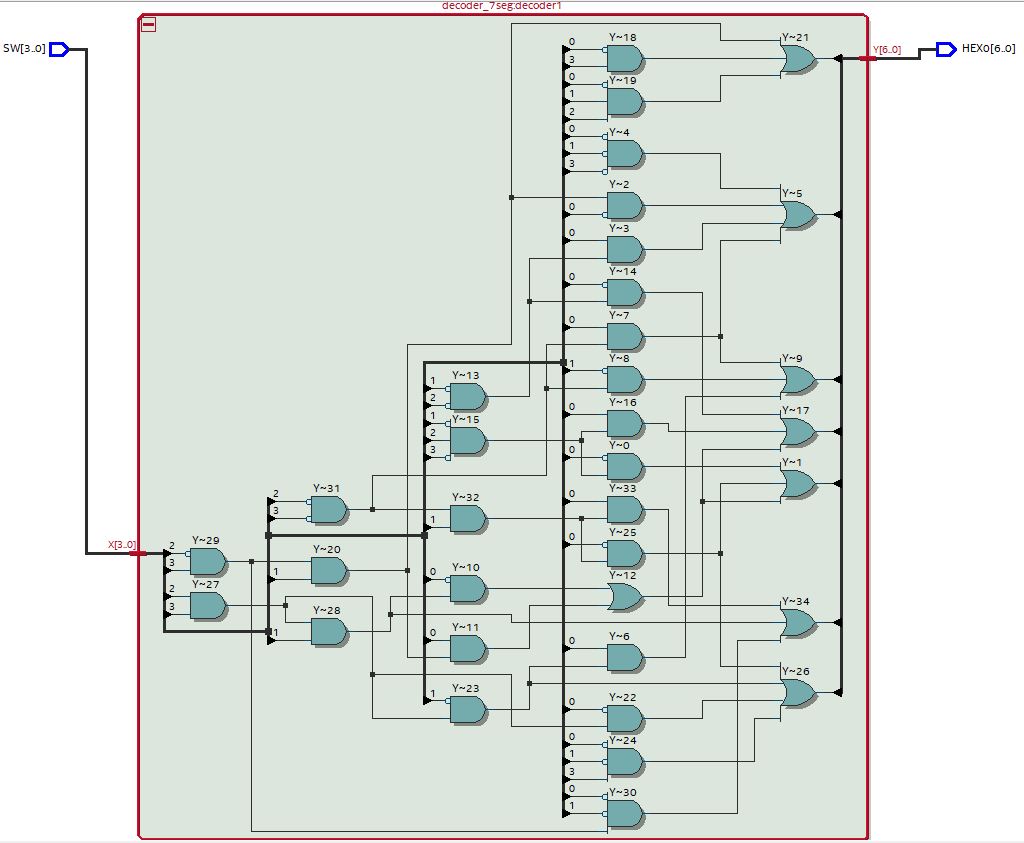 decoder_7seg:decoder1
SW[3..0]
HEX0[6..0]
Y[6..0]
X[3..0]
0
3
Y~18
Y~21
0
1
2
Y~19
0
1
3
Y~4
0
Y~2
Y~5
0
Y~3
0
Y~14
0
Y~7
1
Y~8
Y~9
1
2
Y~13
0
Y~16
Y~17
1
2
3
Y~15
0
Y~0
Y~1
2
3
Y~31
0
Y~33
1
Y~32
0
Y~25
2
3
Y~29
1
Y~20
0
Y~10
Y~12
2
3
Y~27
1
Y~28
0
Y~11
0
Y~6
Y~34
1
Y~23
Y~26
0
Y~22
0
1
3
Y~24
0
1
Y~30